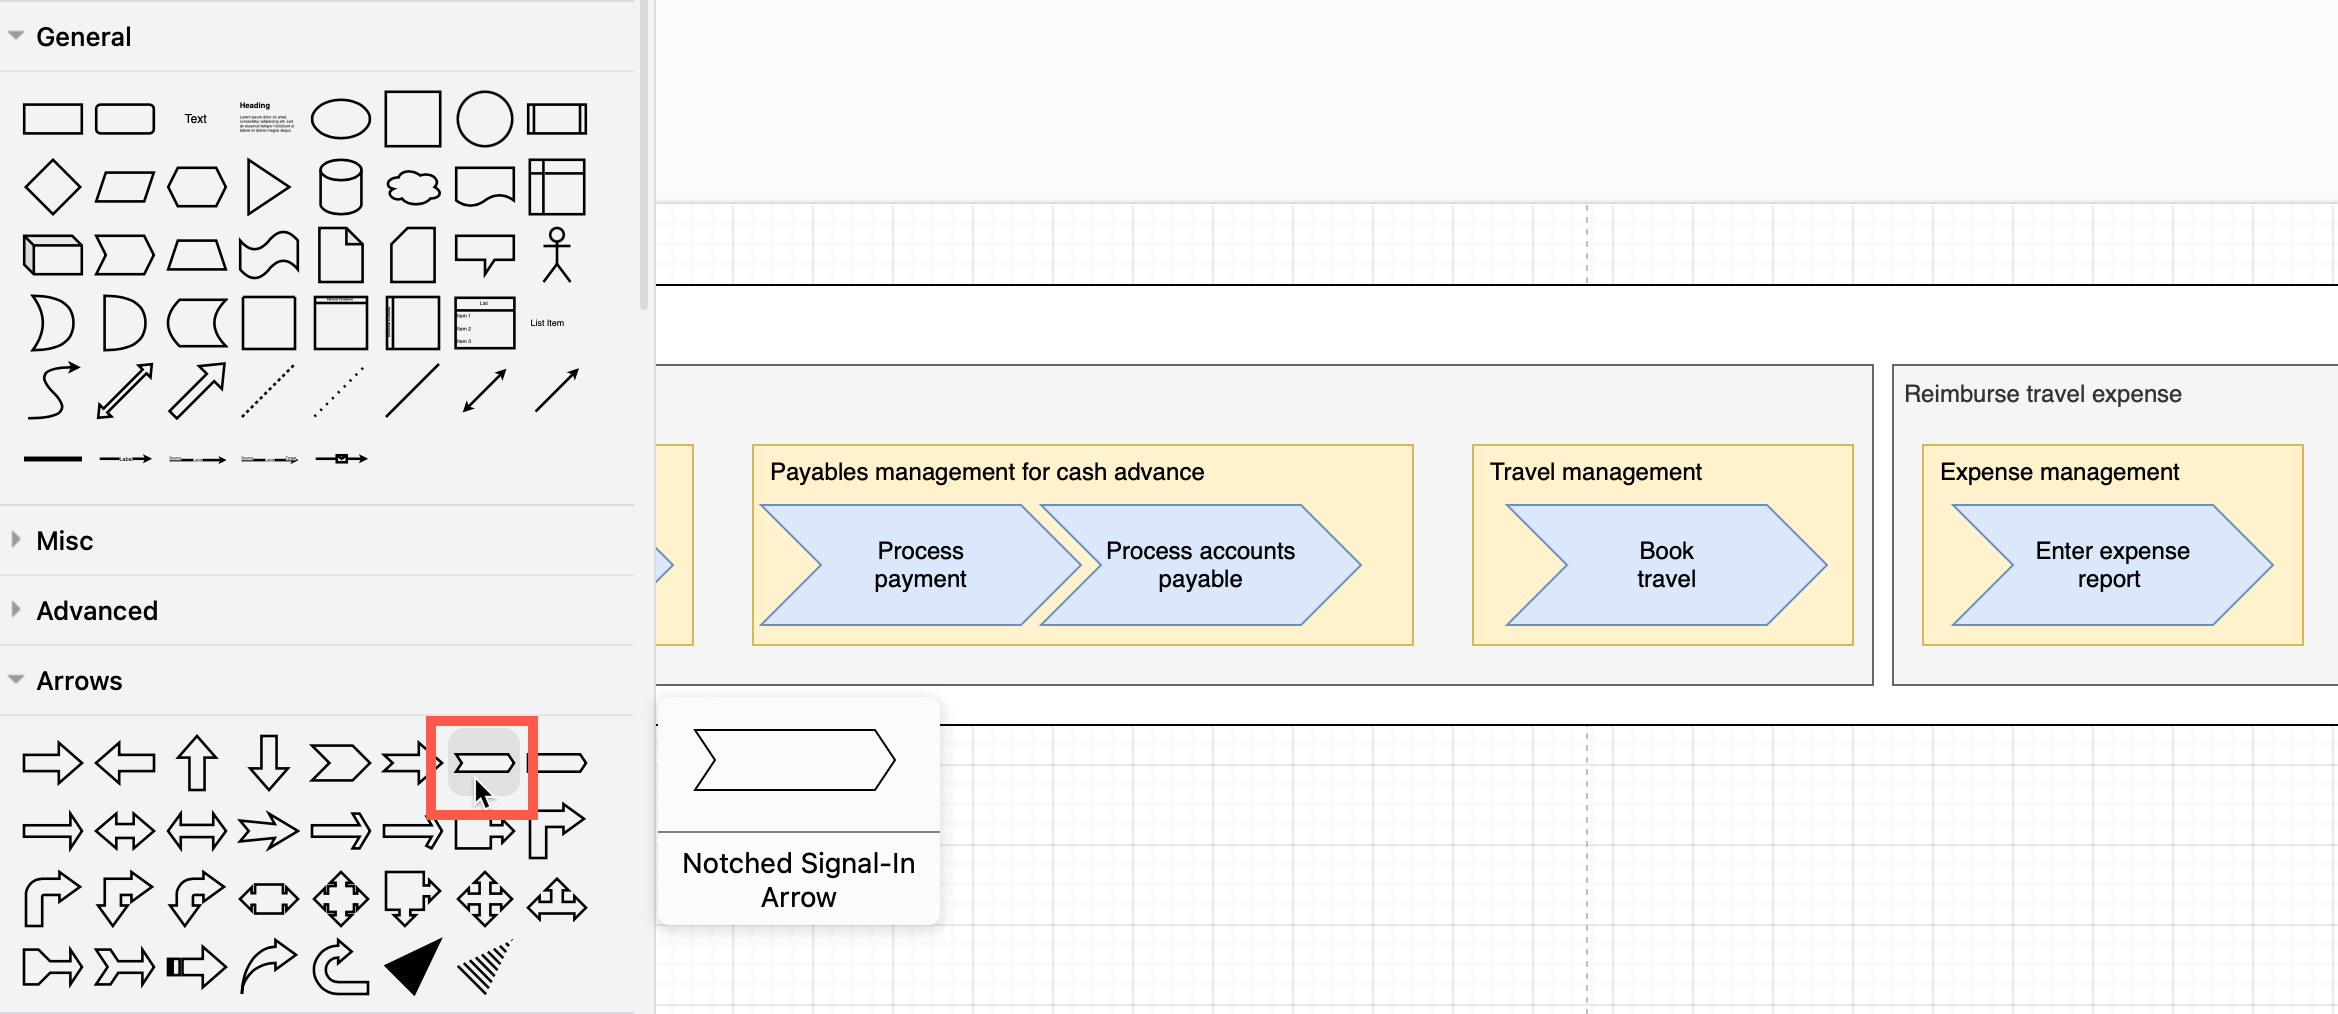 General
Text
Heading
List
Item 1
Item 2
Item 3
List Item
Label
Misc
Advanced
Arrows
Reimburse travel expense
Payables management for cash advance
Travel management
Expense management
Process
payment
Process accounts
payable
Book
travel
Enter expense
report
Notched Signal-In
Arrow